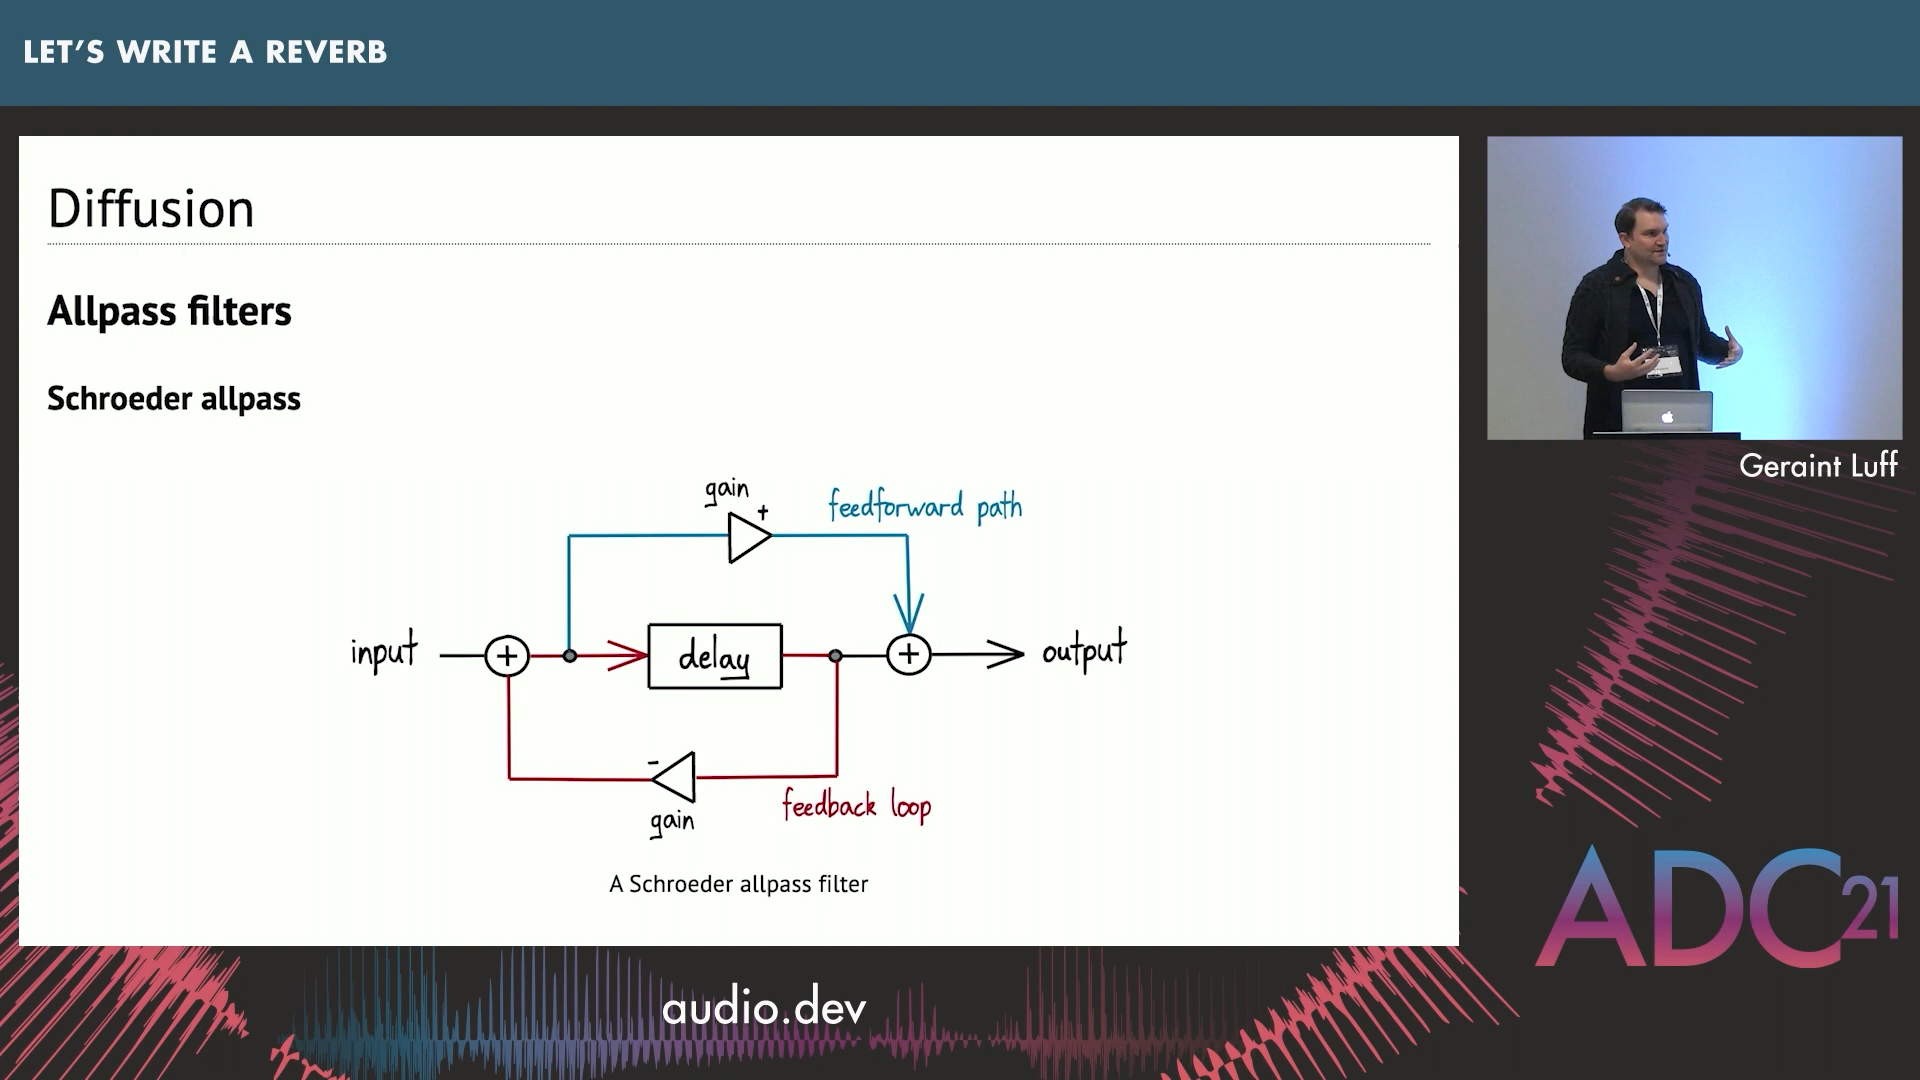 LET'S WRITE A REVERB
Diffusion
Allpass filters
Schroeder allpass
gain
+
feedforward path
input
+
delay
+
output
-
gain
feedback loop
A Schroeder allpass filter
Geraint Luff
ADC21
audio.dev